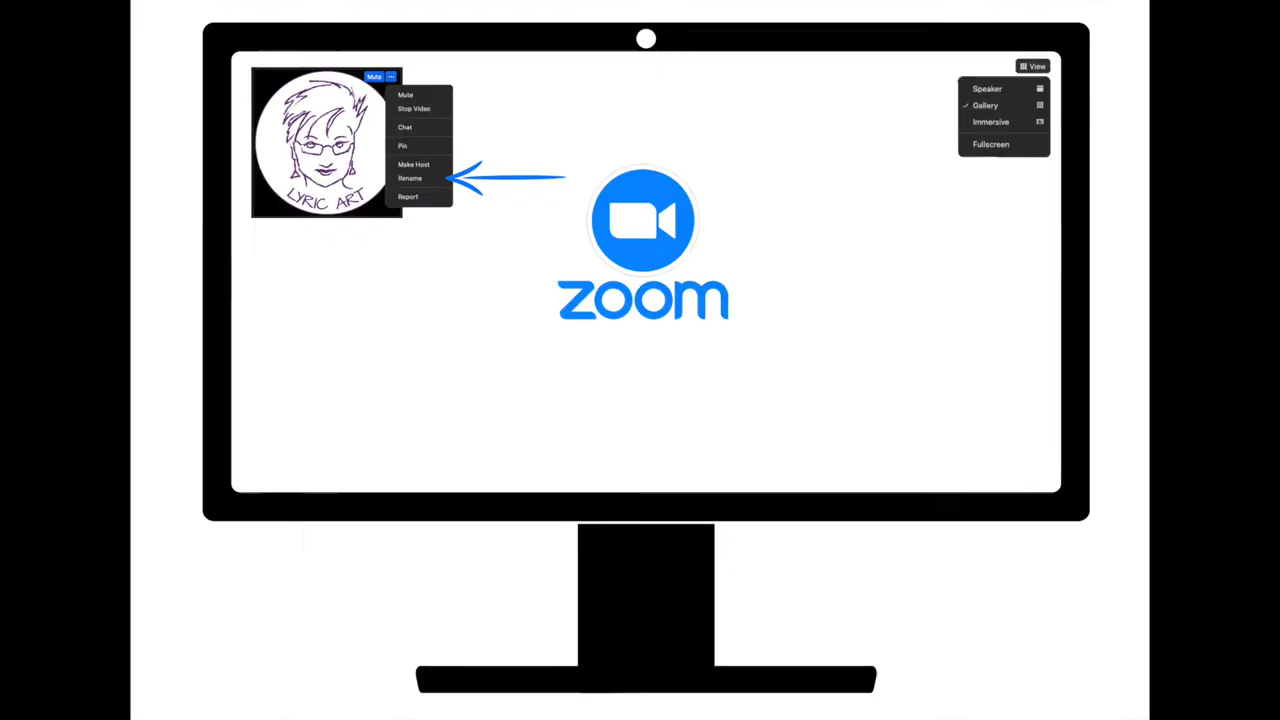 Mute
Mute
Stop Video
Chat
Pin
Make Host
Rename
Report
LYRIC ART
View
Speaker
Gallery
Immersive
Fullscreen
zoom